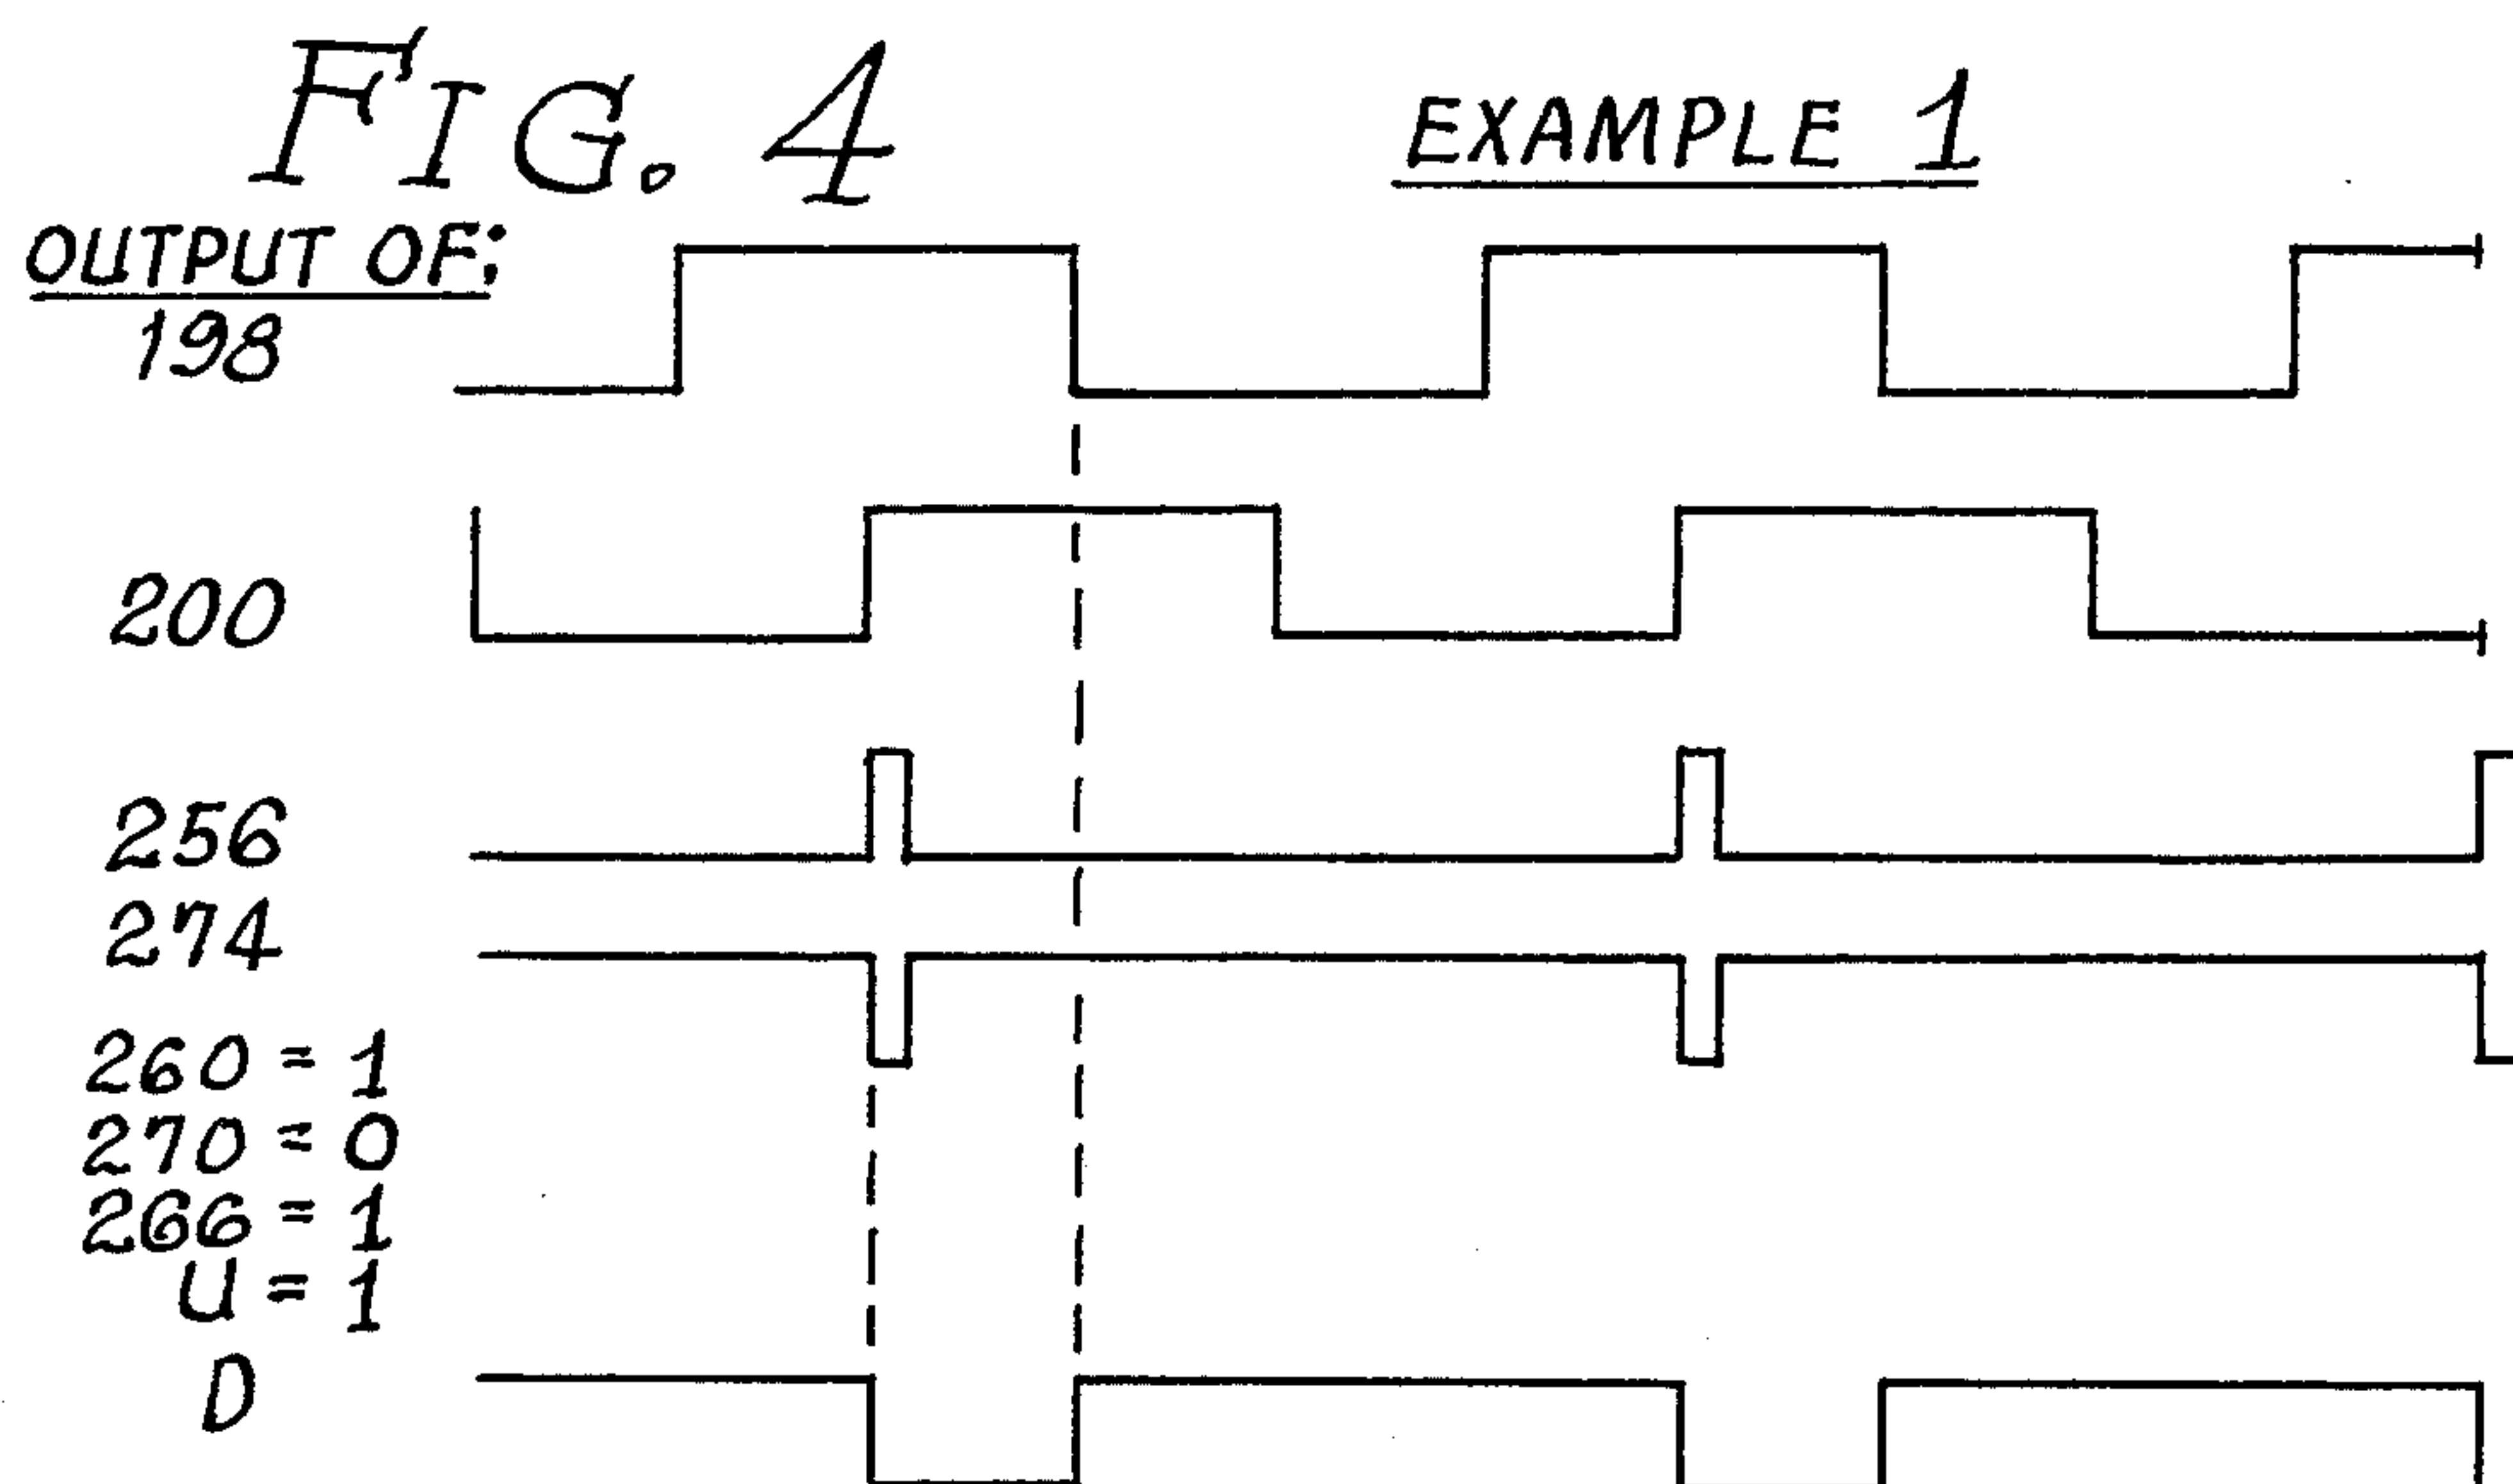 FIG. 4
EXAMPLE 1
OUTPUT OF:
198
200
256
274
260 = 1
270 = 0
266 = 1
U = 1
D